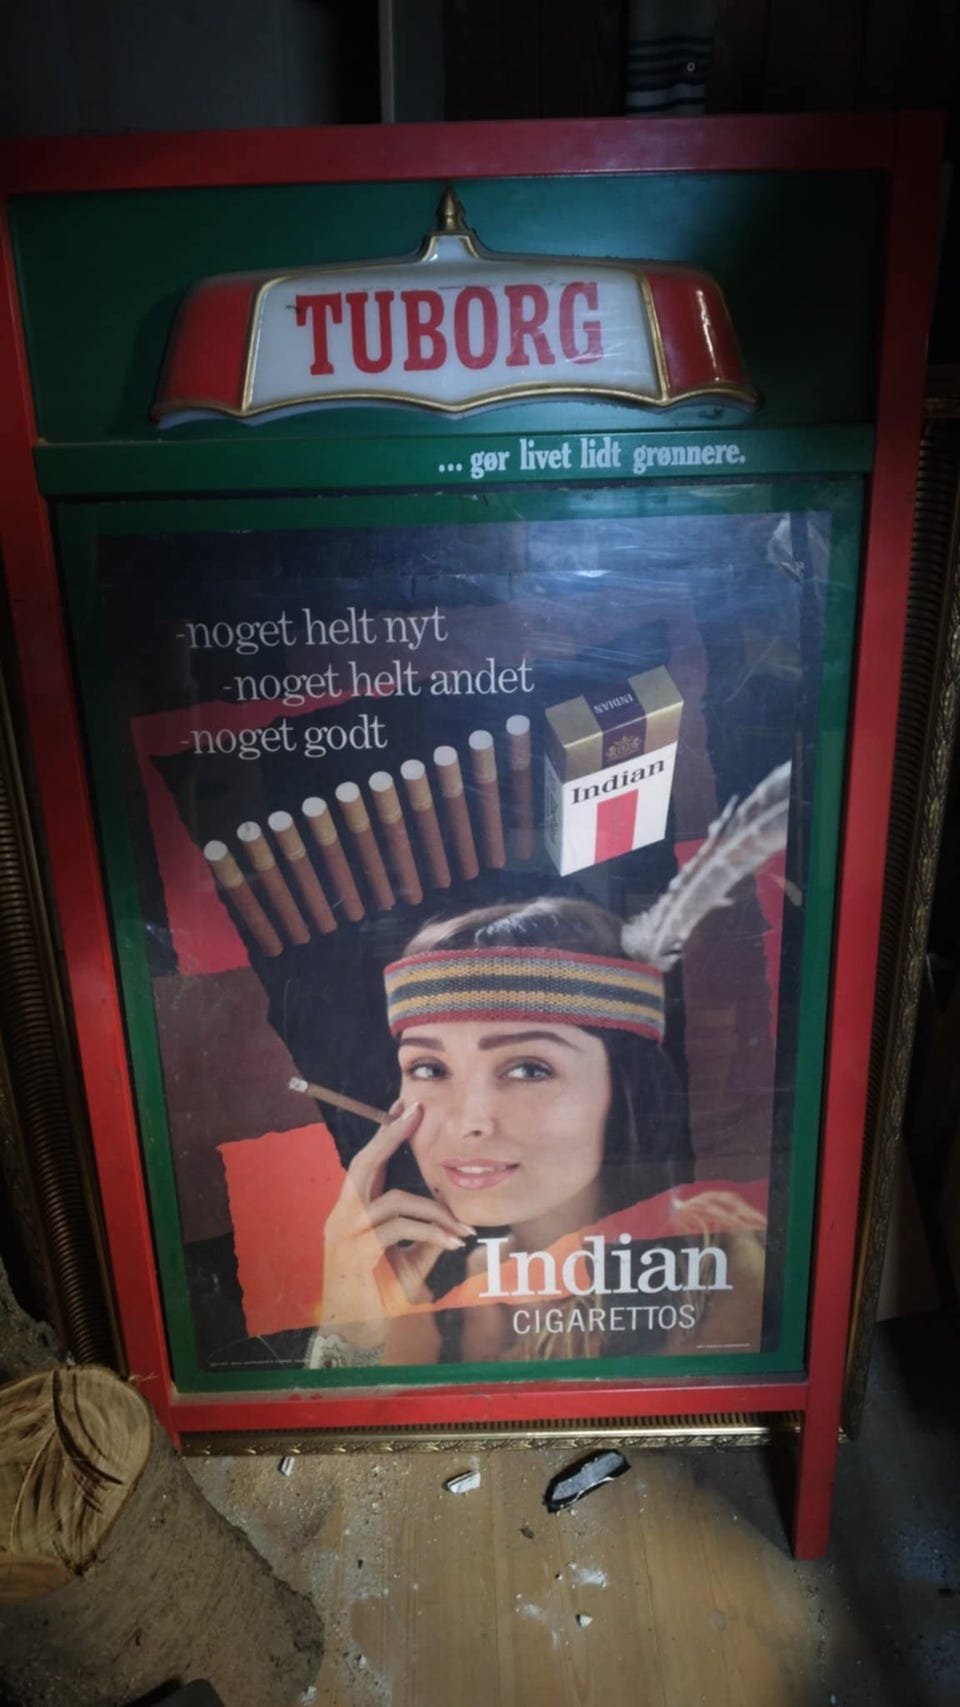 TUBORG
... gør livet lidt grønnere.
-noget helt nyt
-noget helt andet
-noget godt
INDIAN
Indian
Indian
CIGARETTOS